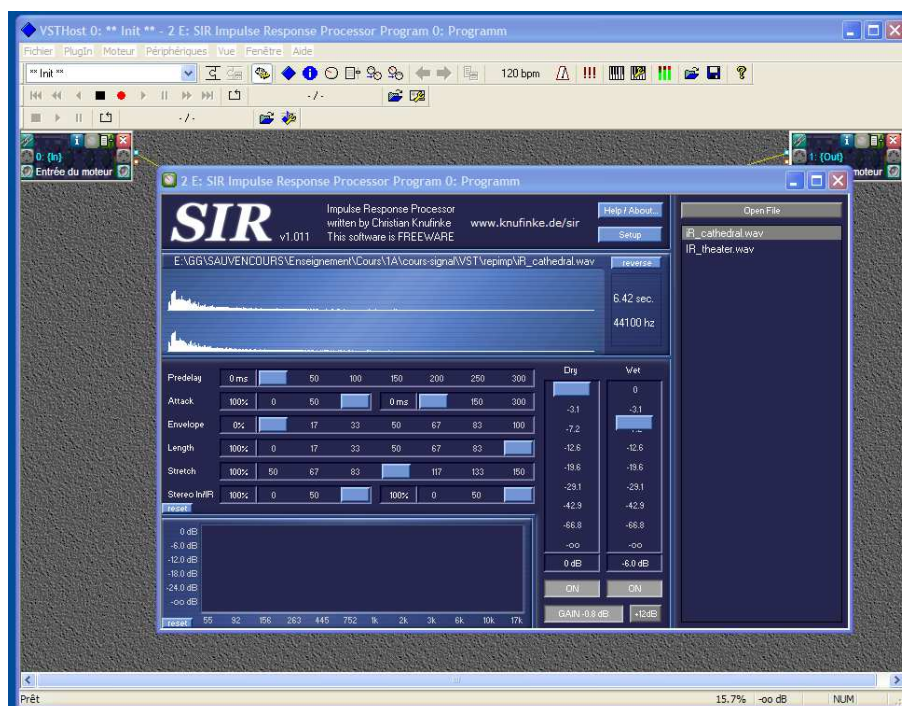 VSTHost 0: ** Init ** - 2 E: SIR Impulse Response Processor Program 0: Programm
Fichier PlugIn Moteur Périphériques Vue Fenêtre Aide
** Init **
120 bpm
-/-
-/-
0: {In}
Entrée du moteur
1: {Out}
moteur
2 E: SIR Impulse Response Processor Program 0: Programm
SIR v1.011
Impulse Response Processor
written by Christian Knufinke
This software is FREEWARE
www.knufinke.de/sir
Help / About...
Setup
Open File
iR_cathedral.wav
IR_theater.wav
E:\GG\SAUVENCOURS\Enseignement\Cours\1A\cours-signal\VST\repimp\iR_cathedral.wav
reverse
6.42 sec.
44100 hz
Predelay 0 ms 50 100 150 200 250 300
Attack 100% 0 50 0 ms 150 300
Envelope 0% 17 33 50 67 83 100
Length 100% 0 17 33 50 67 83
Stretch 100% 50 67 83 117 133 150
Stereo In/IR 100% 0 50 100% 0 50
reset
Dry Wet
0
-3.1 -3.1
-7.2
-12.6 -12.6
-19.6 -19.6
-29.1 -29.1
-42.9 -42.9
-66.8 -66.8
-oo -oo
0 dB -6.0 dB
ON ON
GAIN -0.8 dB +12dB
0 dB
-6.0 dB
-12.0 dB
-18.0 dB
-24.0 dB
-oo dB
reset 55 92 156 263 445 752 1k 2k 3k 6k 10k 17k
Prêt 15.7% -oo dB NUM